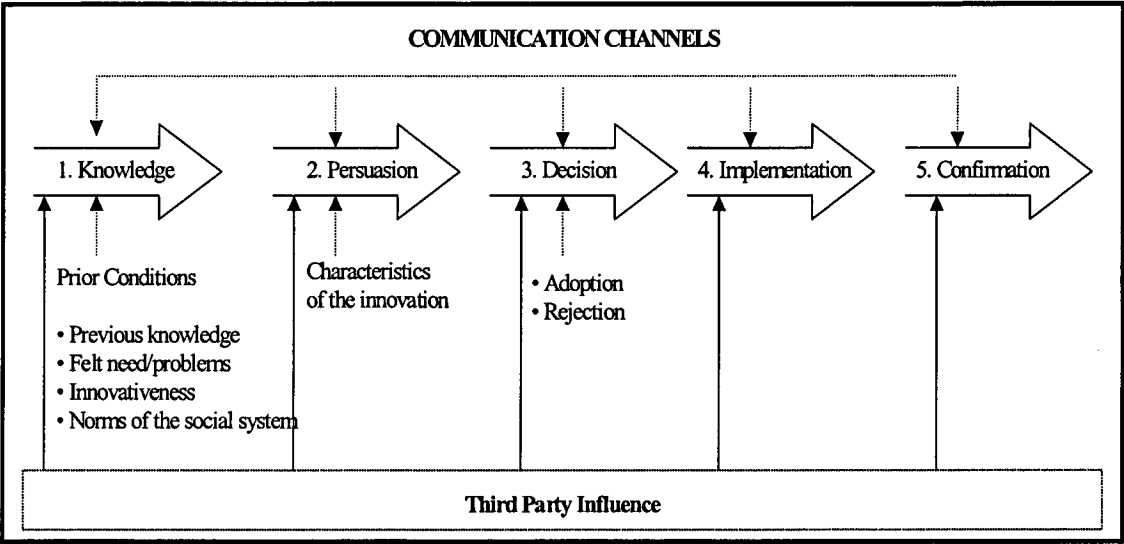 COMMUNICATION CHANNELS
1. Knowledge
2. Persuasion
3. Decision
4. Implementation
5. Confirmation
Prior Conditions
• Previous knowledge
• Felt need/problems
• Innovativeness
• Norms of the social system
Characteristics
of the innovation
• Adoption
• Rejection
Third Party Influence